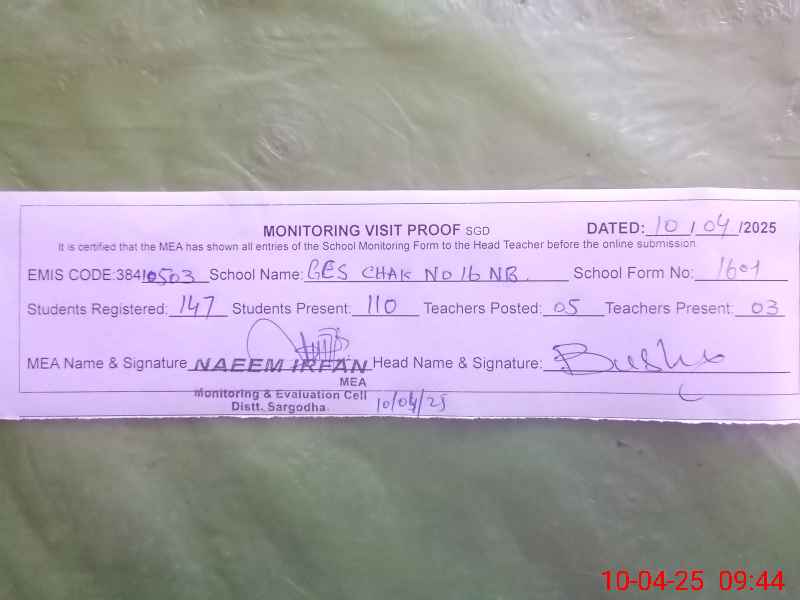 MONITORING VISIT PROOF SGD DATED: 10/04/2025
It is certified that the MEA has shown all entries of the School Monitoring Form to the Head Teacher before the online submission.
EMIS CODE:38410503 School Name: GES CHAK NO 16 NB. School Form No: 1601
Students Registered: 147 Students Present: 110 Teachers Posted: 05 Teachers Present: 03
MEA Name & Signature NAEEM IRFAN Head Name & Signature: Bushra
MEA
Monitoring & Evaluation Cell
Distt. Sargodha 10/04/25
10-04-25 09:44